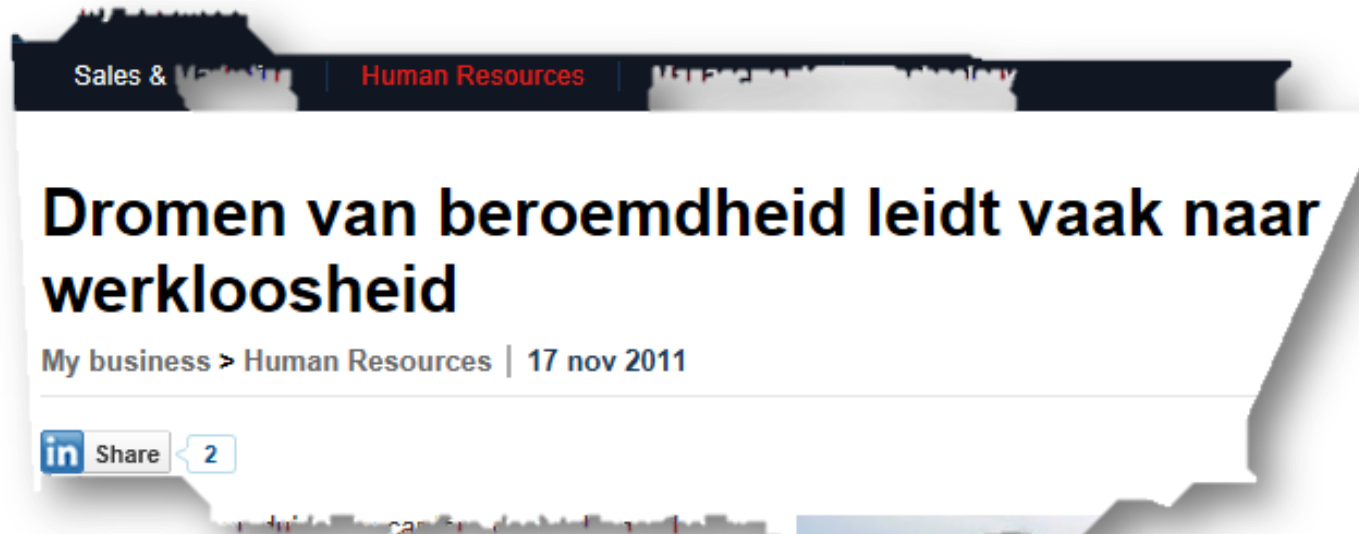 Sales & Marketing Human Resources
Dromen van beroemdheid leidt vaak naar
werkloosheid
My business > Human Resources | 17 nov 2011
in Share 2